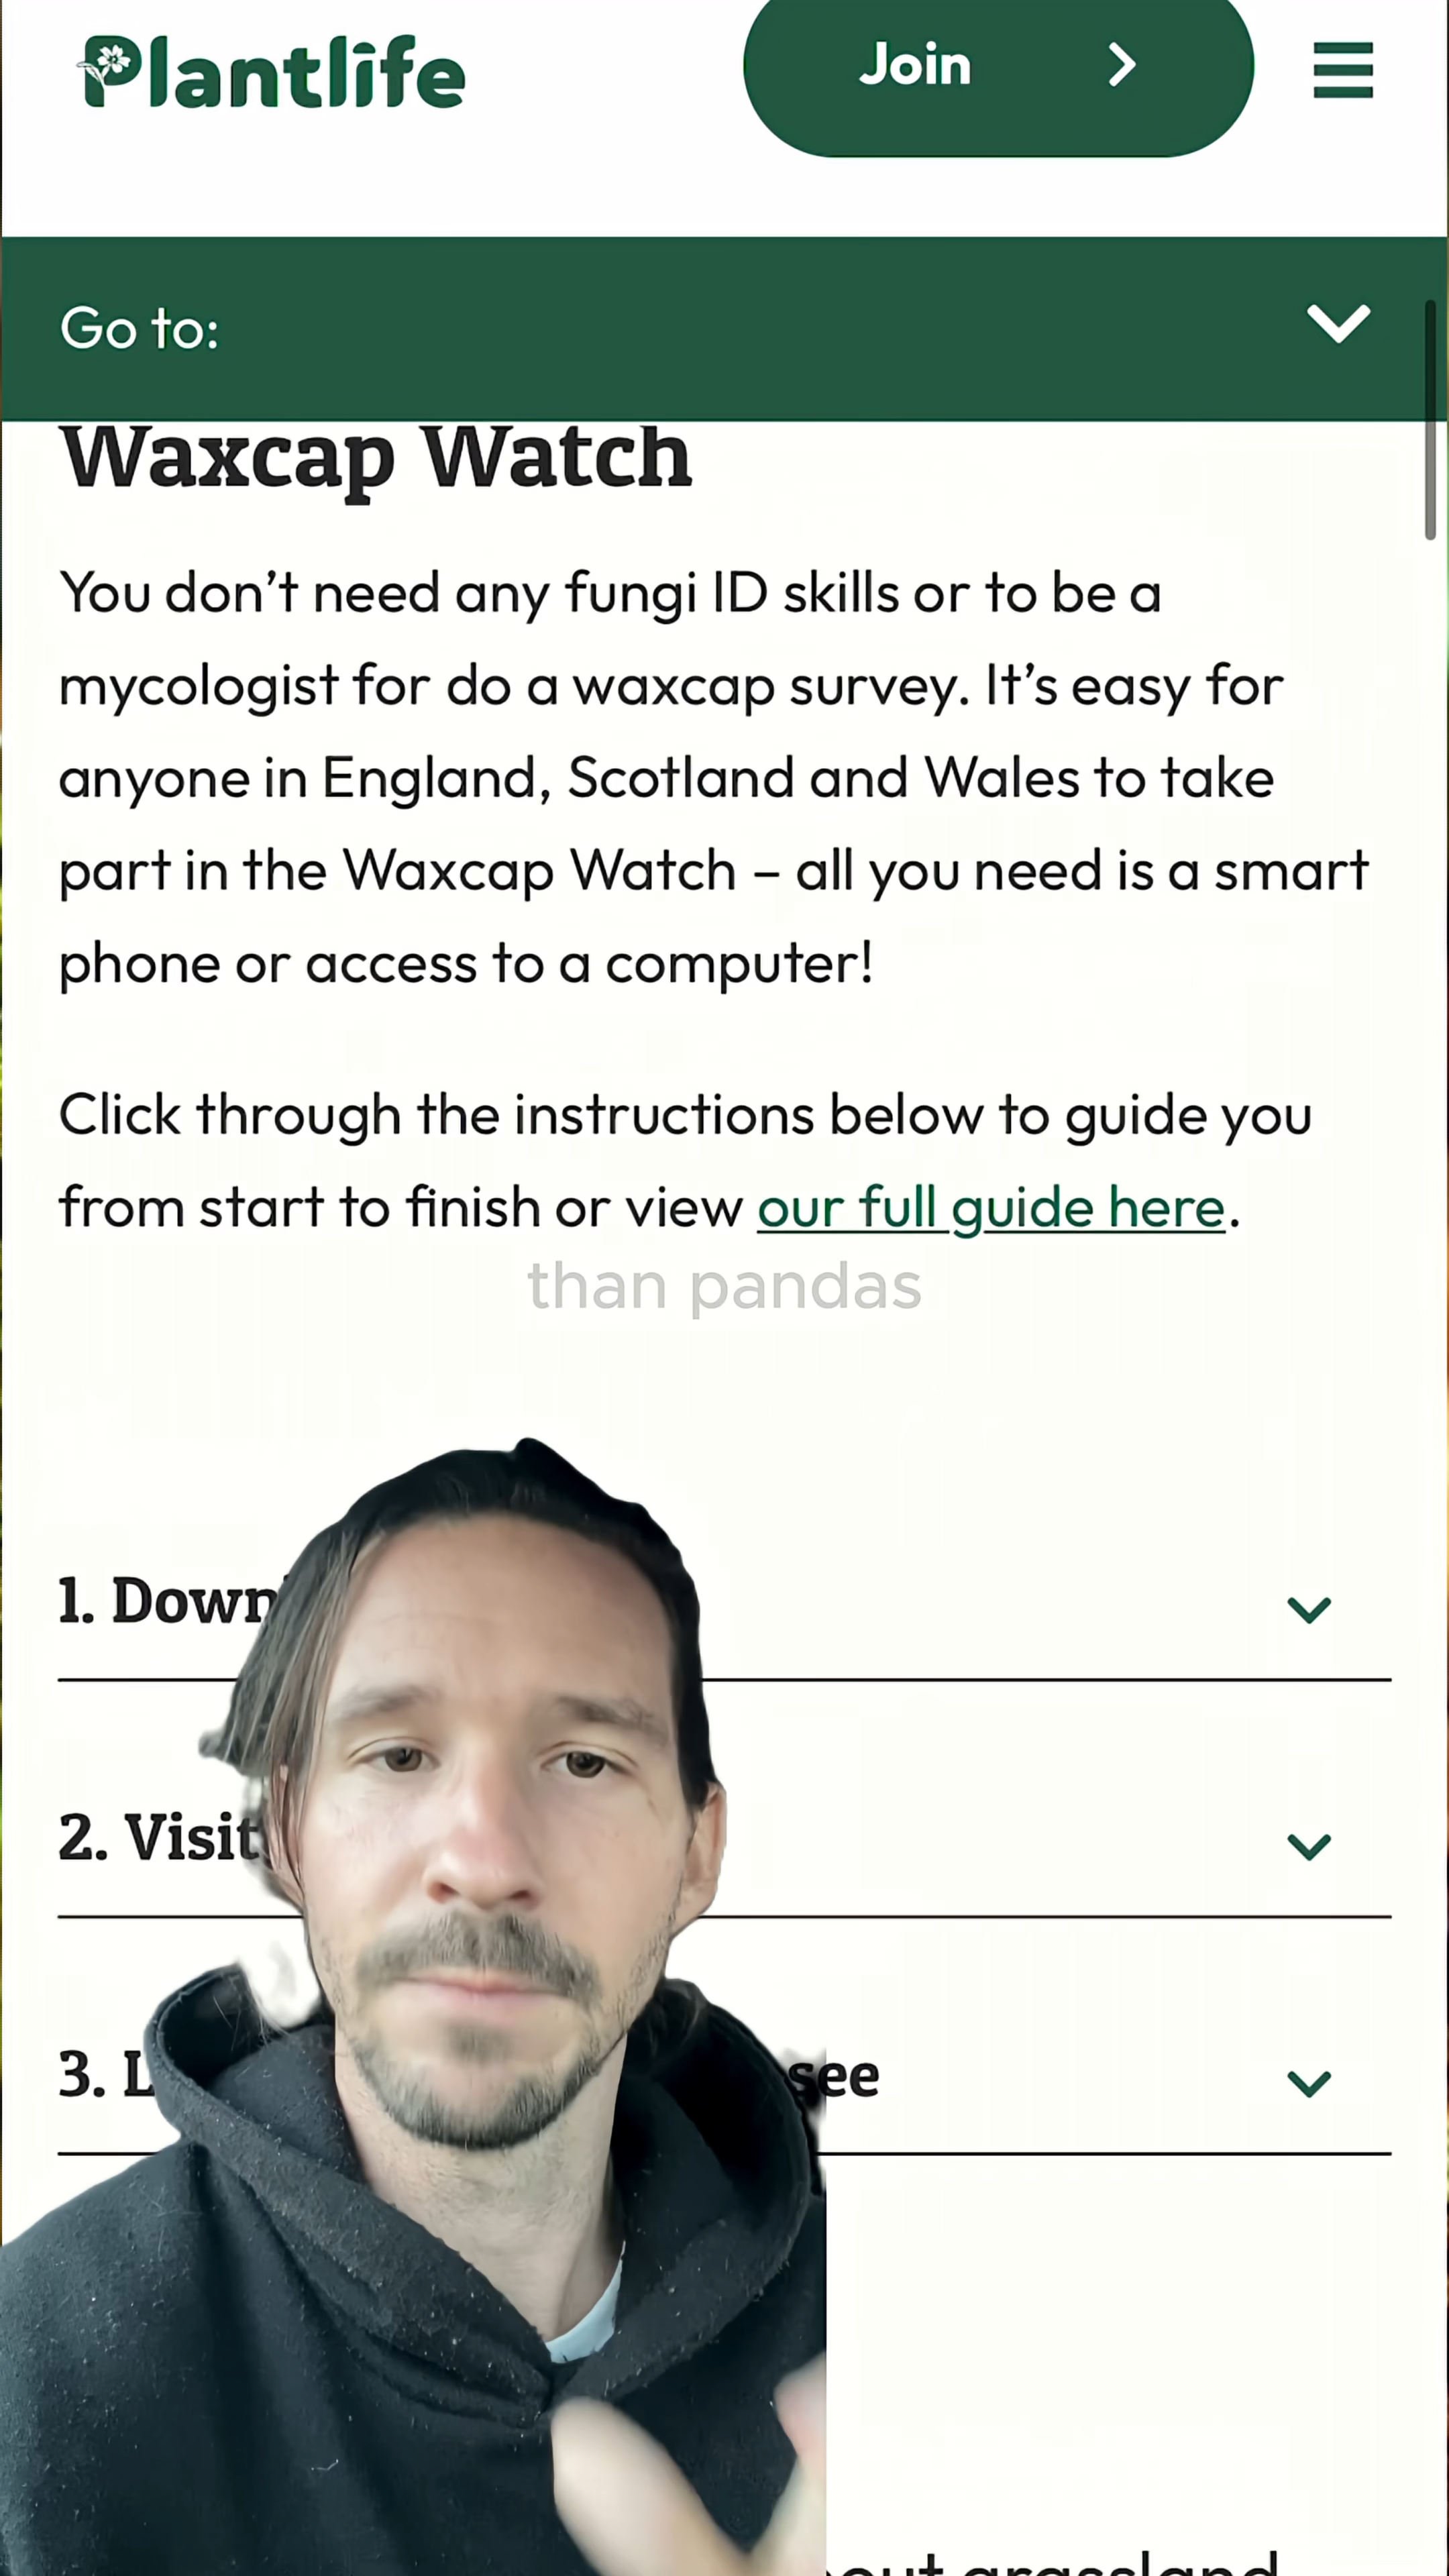 Plantlife
Join
Go to:
Waxcap Watch
You don’t need any fungi ID skills or to be a
mycologist for do a waxcap survey. It’s easy for
anyone in England, Scotland and Wales to take
part in the Waxcap Watch – all you need is a smart
phone or access to a computer!
Click through the instructions below to guide you
from start to finish or view our full guide here.
than pandas
1.
2. Visit
3. see
grassland